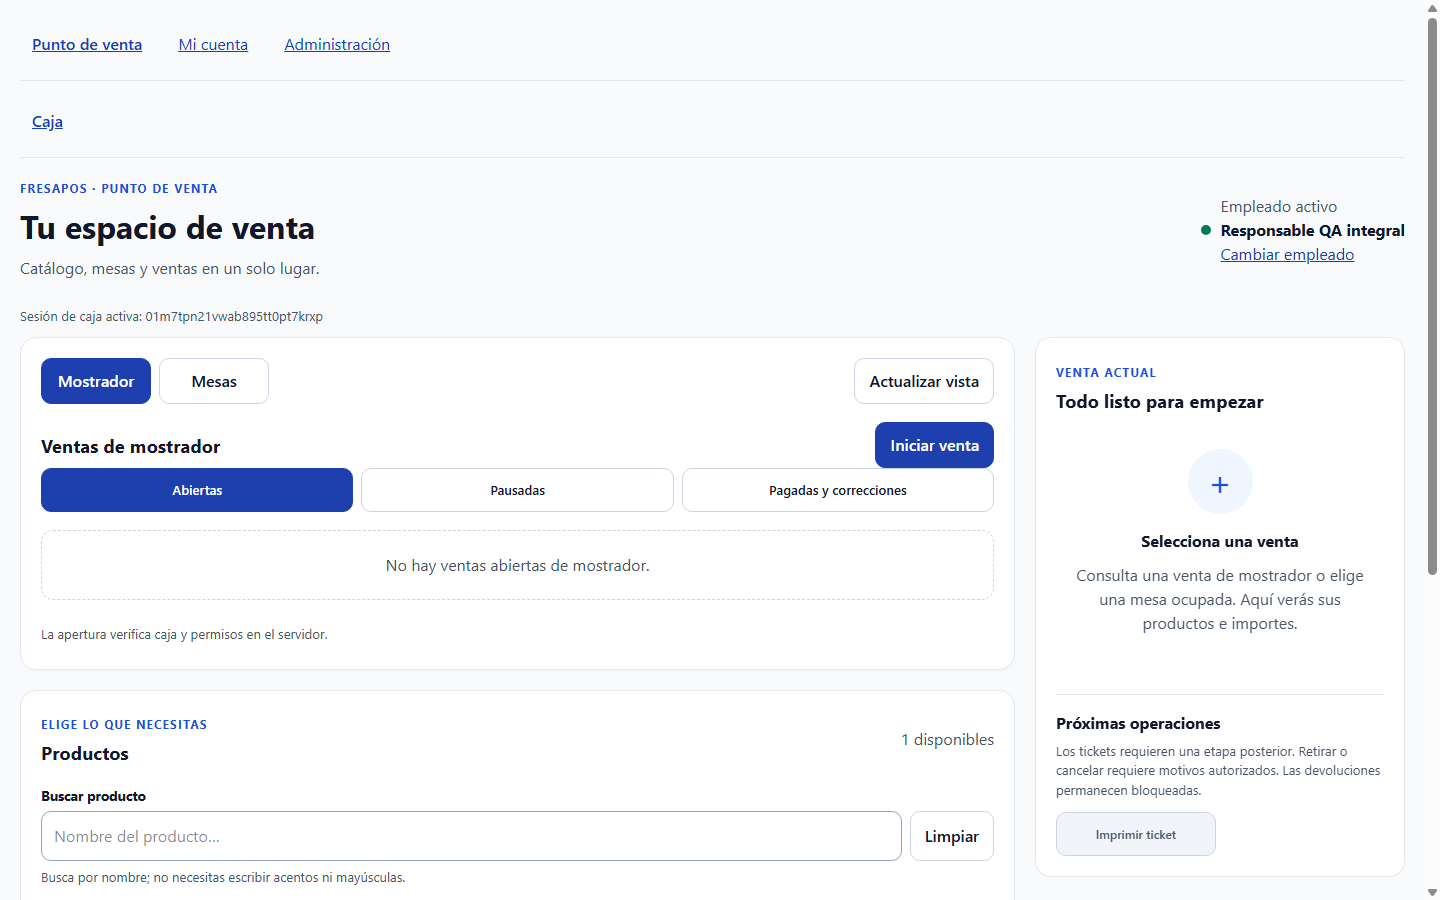 Punto de venta
Mi cuenta
Administración
Caja
FRESAPOS · PUNTO DE VENTA
Tu espacio de venta
Catálogo, mesas y ventas en un solo lugar.
Empleado activo
Responsable QA integral
Cambiar empleado
Sesión de caja activa: 01m7tpn21vwab895tt0pt7krxp
Mostrador
Mesas
Actualizar vista
Ventas de mostrador
Iniciar venta
Abiertas
Pausadas
Pagadas y correcciones
No hay ventas abiertas de mostrador.
La apertura verifica caja y permisos en el servidor.
ELIGE LO QUE NECESITAS
Productos
1 disponibles
Buscar producto
Nombre del producto...
Limpiar
Busca por nombre; no necesitas escribir acentos ni mayúsculas.
VENTA ACTUAL
Todo listo para empezar
+
Selecciona una venta
Consulta una venta de mostrador o elige
una mesa ocupada. Aquí verás sus
productos e importes.
Próximas operaciones
Los tickets requieren una etapa posterior. Retirar o
cancelar requiere motivos autorizados. Las devoluciones
permanecen bloqueadas.
Imprimir ticket